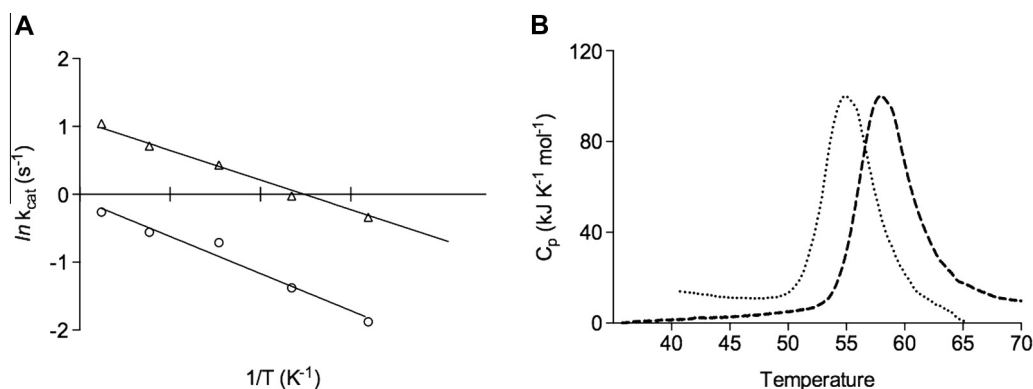 A
2
1
0
-1
-2
ln k_cat (s⁻¹)
1/T (K⁻¹)
B
120
80
40
0
C_p (kJ K⁻¹ mol⁻¹)
40 45 50 55 60 65 70
Temperature